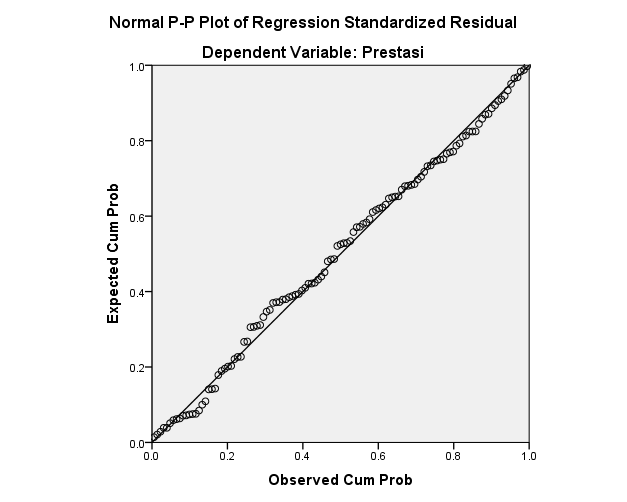 Normal P-P Plot of Regression Standardized Residual
Dependent Variable: Prestasi
1.0
0.8
0.6
0.4
0.2
0.0
Expected Cum Prob
0.0 0.2 0.4 0.6 0.8 1.0
Observed Cum Prob